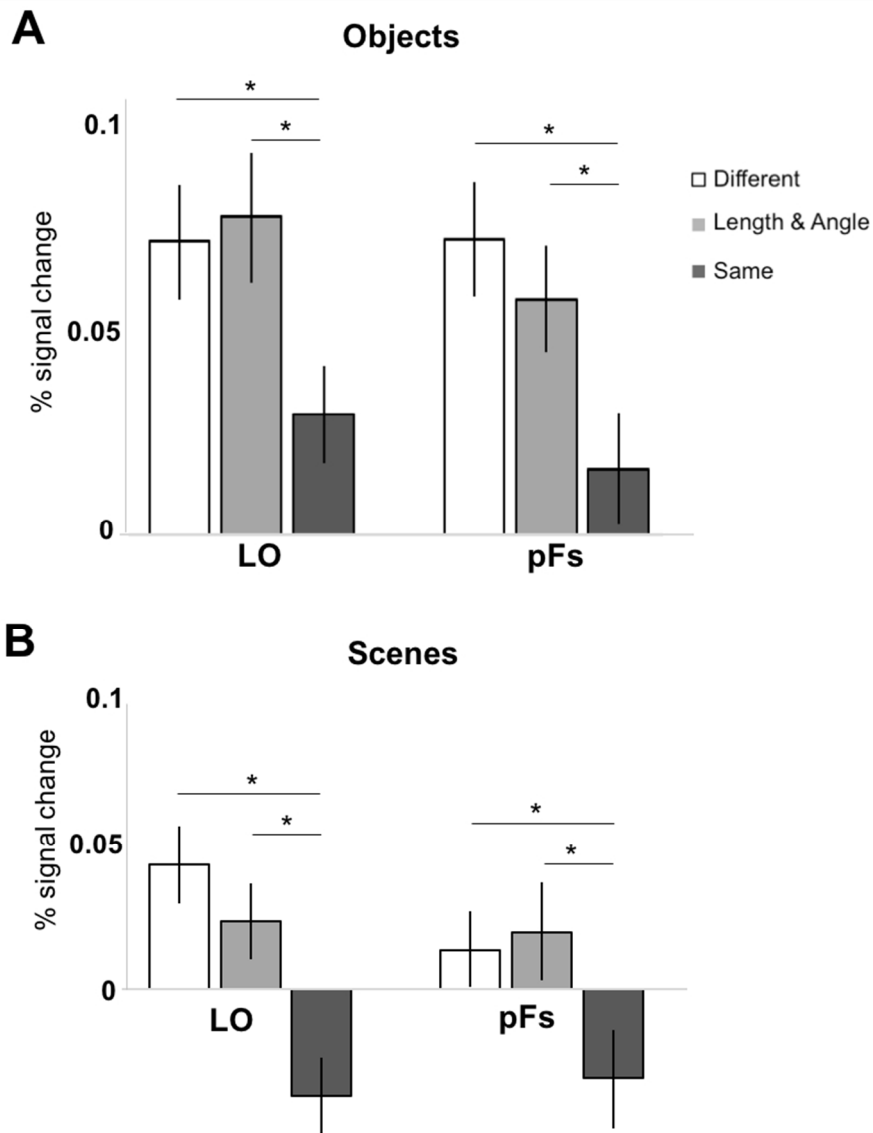 A
Objects
% signal change
0.1
0.05
0
*
*
*
*
LO
pFs
Different
Length & Angle
Same
B
Scenes
% signal change
0.1
0.05
0
*
*
*
*
LO
pFs